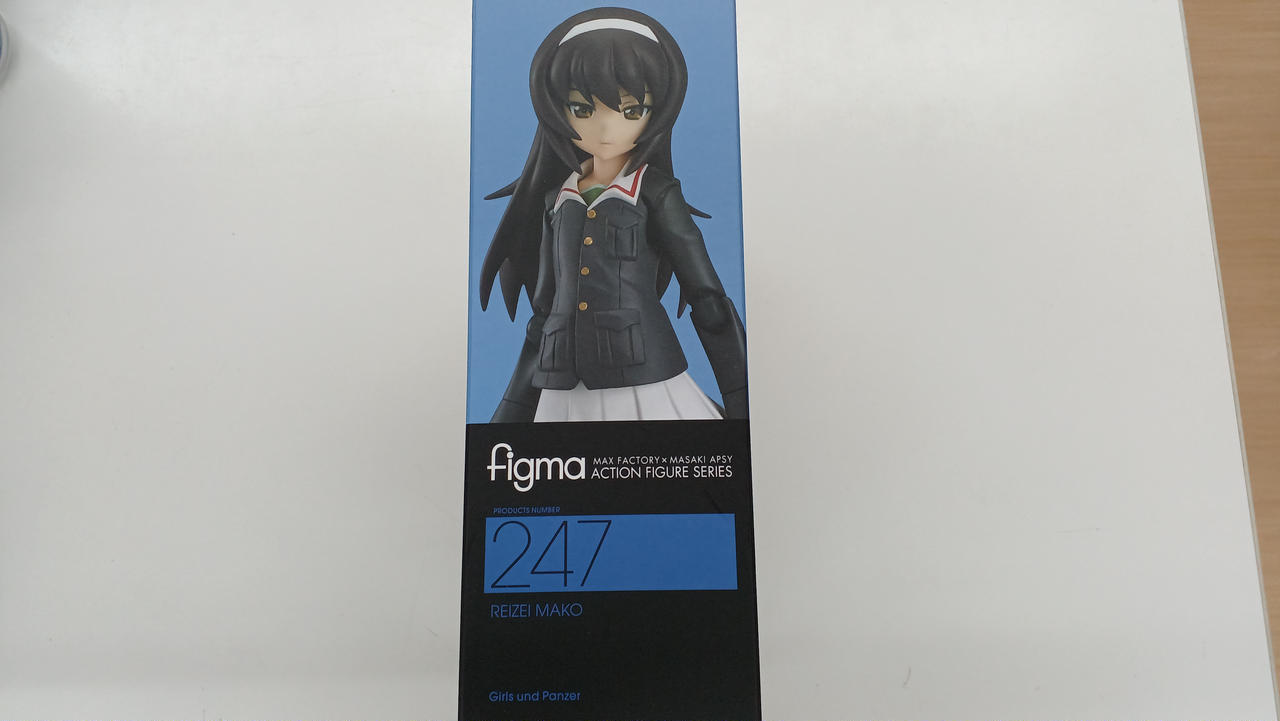 figma
MAX FACTORY × MASAKI APSY
ACTION FIGURE SERIES
PRODUCTS NUMBER
247
REIZEI MAKO
Girls und Panzer